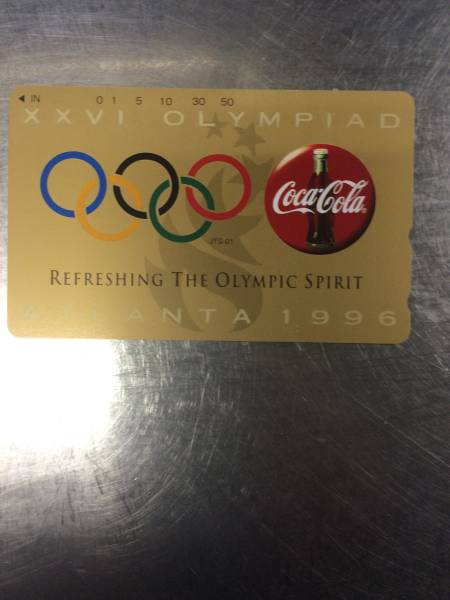 ◀ IN 0 1 5 10 30 50
XXVI OLYMPIAD
Coca-Cola
JTS-01
REFRESHING THE OLYMPIC SPIRIT
ATLANTA 1996